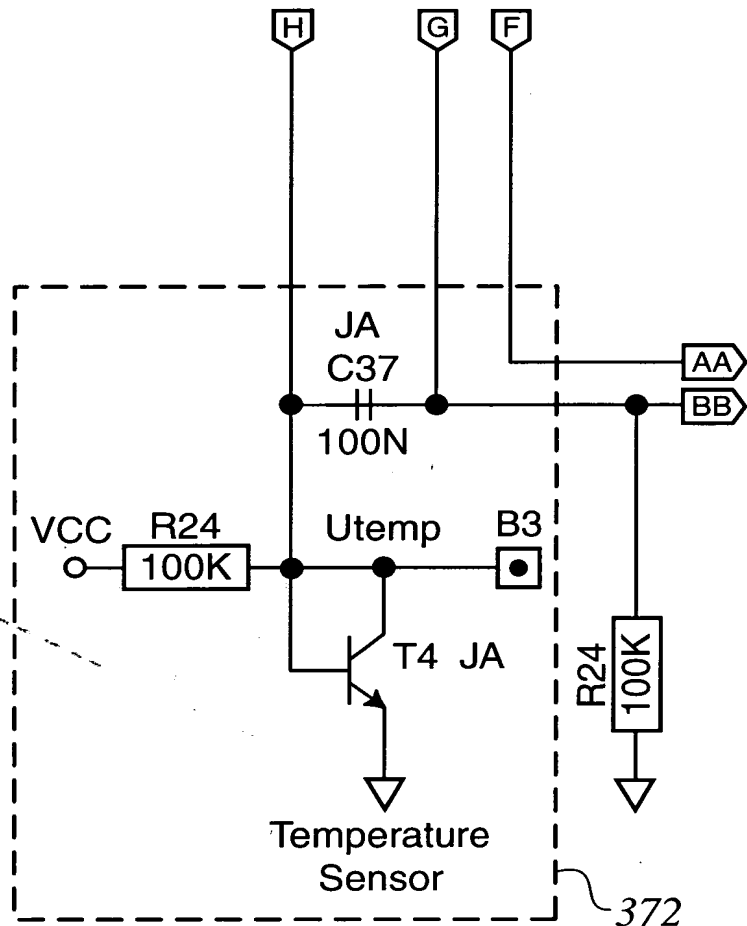 H
G
F
JA
C37
100N
AA
BB
VCC
R24
100K
Utemp
B3
T4 JA
R24
100K
Temperature
Sensor
372